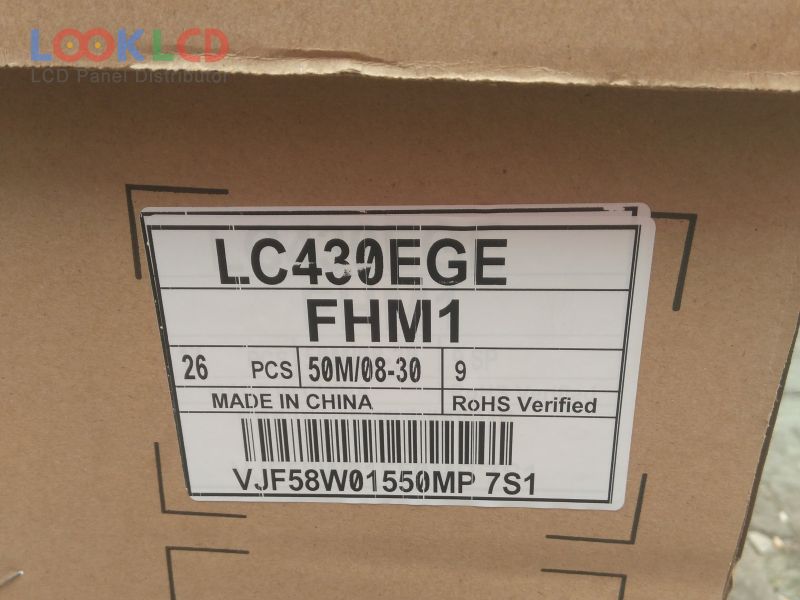 LOOKLCD
LCD Panel Distributor
LC430EGE
FHM1
26 PCS 50M/08-30 9
MADE IN CHINA RoHS Verified
VJF58W01550MP 7S1